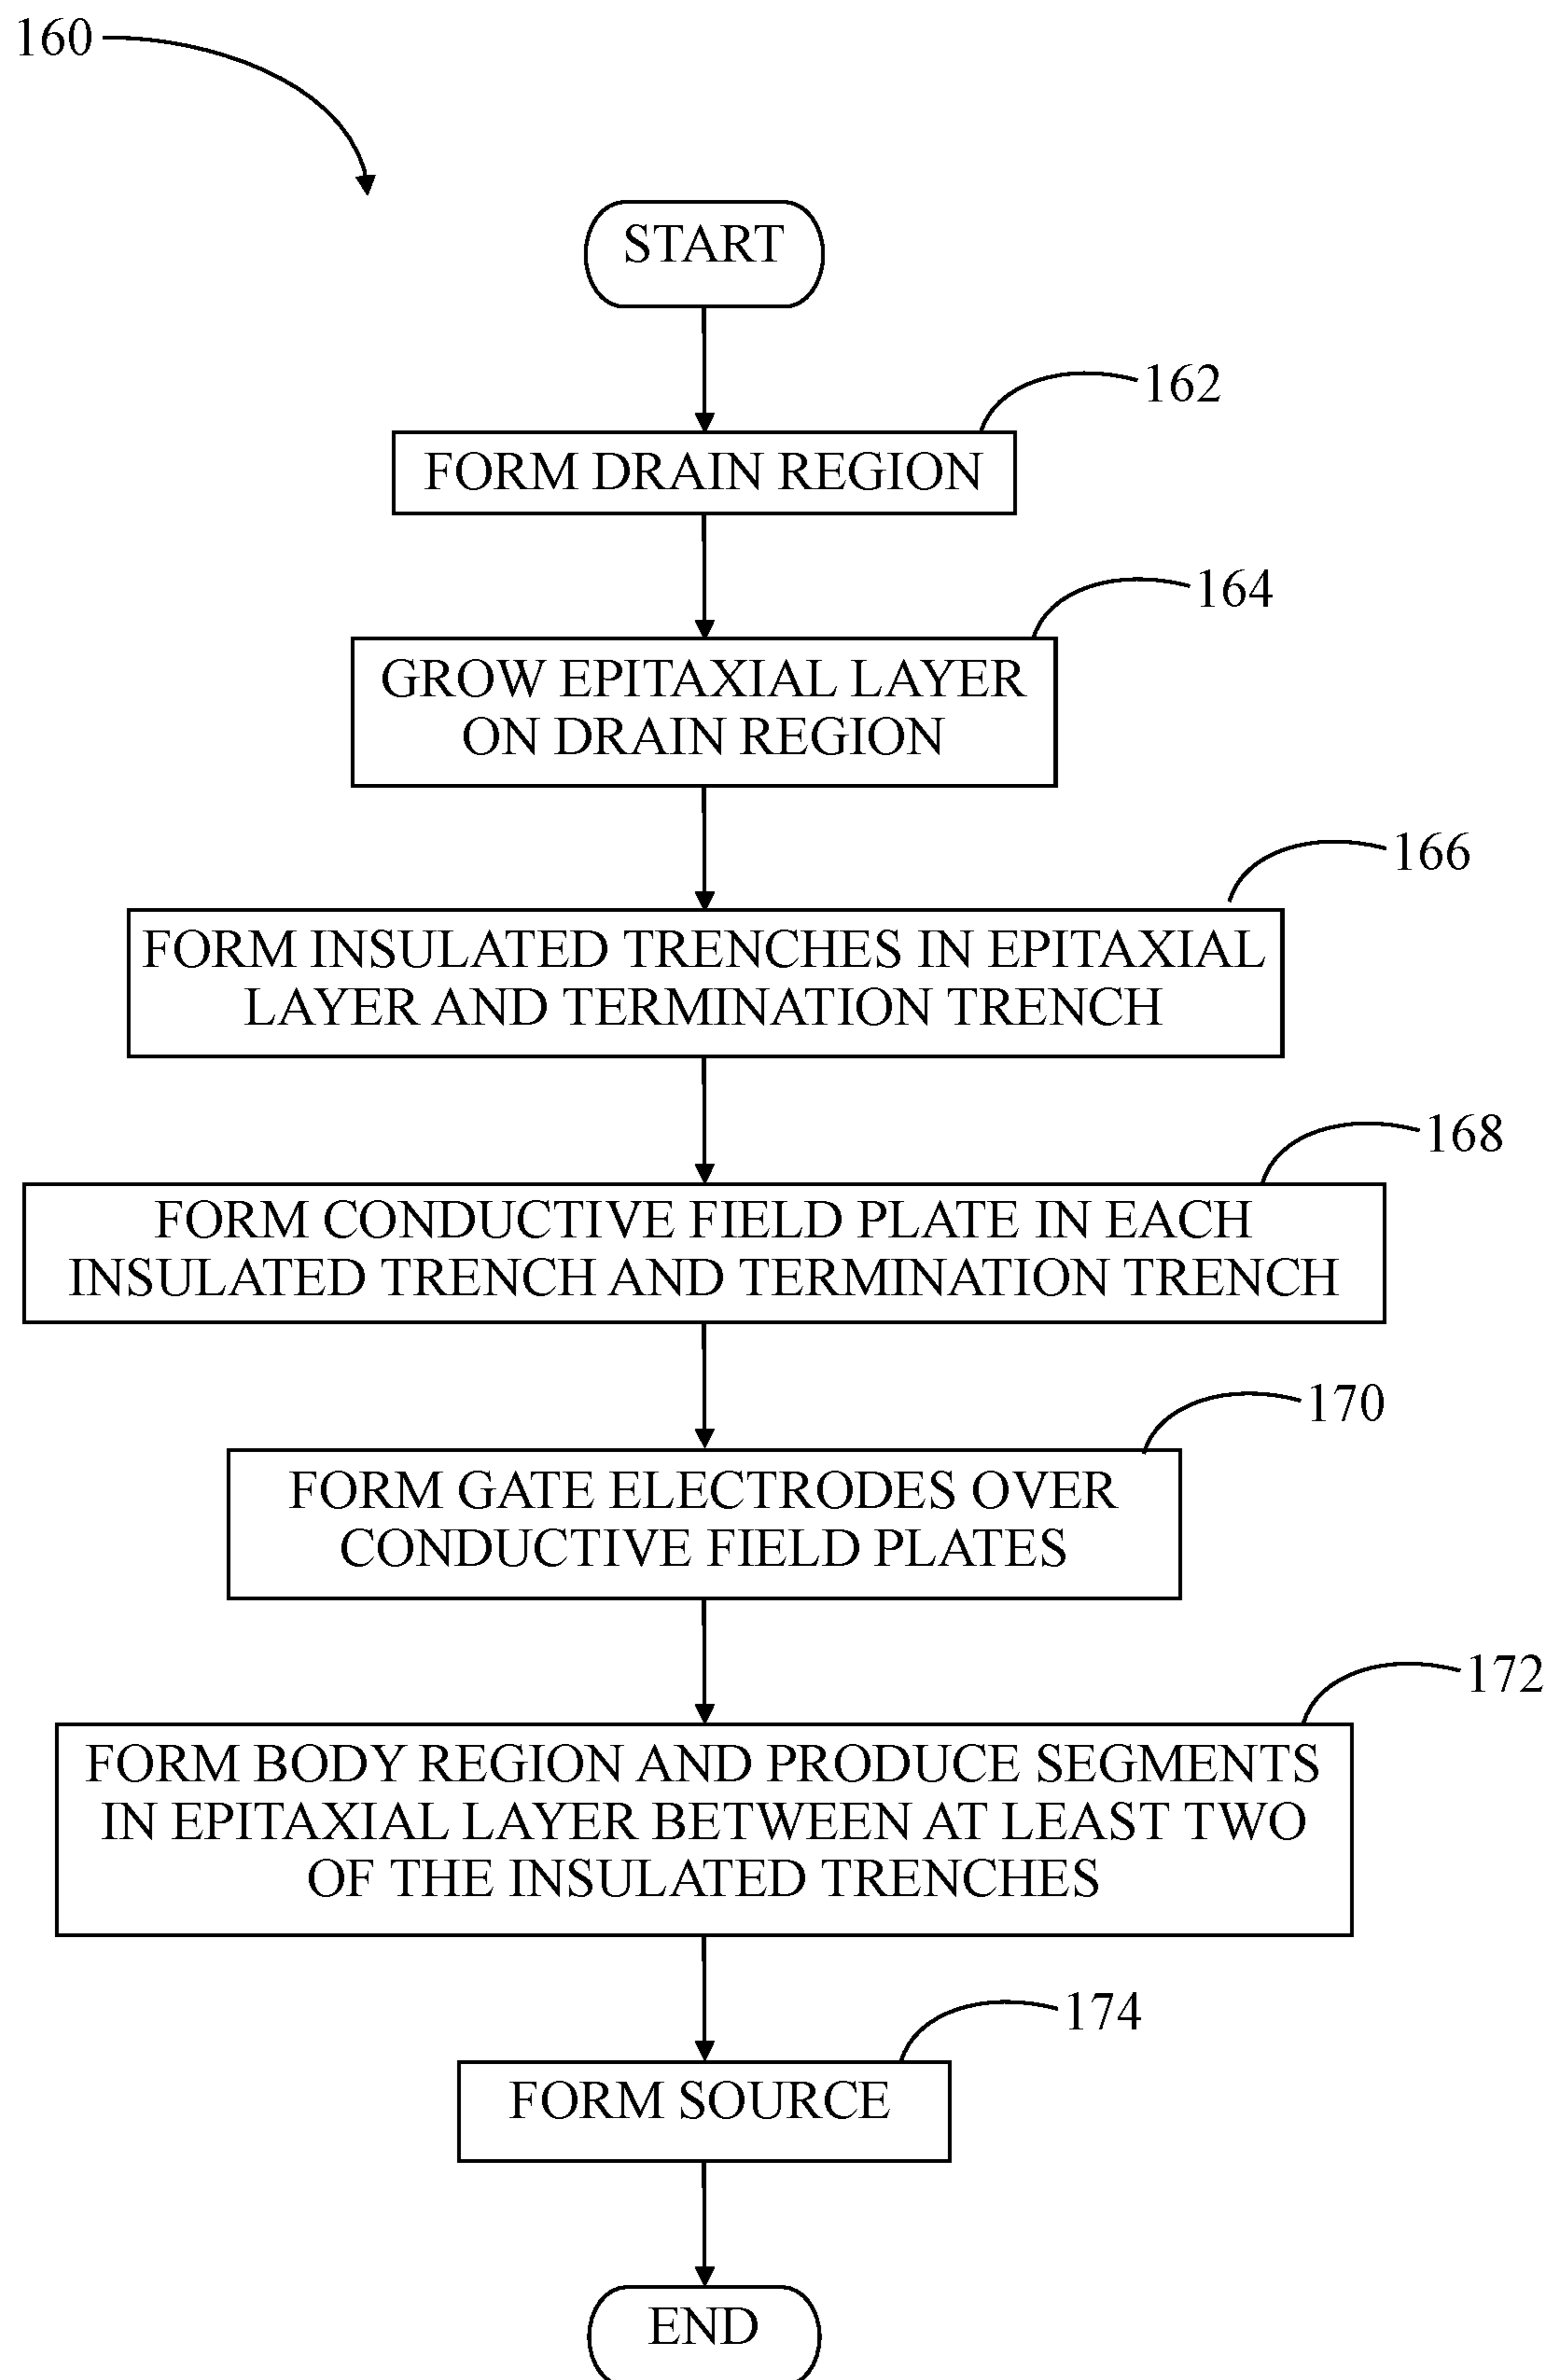 160
START
162
FORM DRAIN REGION
164
GROW EPITAXIAL LAYER
ON DRAIN REGION
166
FORM INSULATED TRENCHES IN EPITAXIAL
LAYER AND TERMINATION TRENCH
168
FORM CONDUCTIVE FIELD PLATE IN EACH
INSULATED TRENCH AND TERMINATION TRENCH
170
FORM GATE ELECTRODES OVER
CONDUCTIVE FIELD PLATES
172
FORM BODY REGION AND PRODUCE SEGMENTS
IN EPITAXIAL LAYER BETWEEN AT LEAST TWO
OF THE INSULATED TRENCHES
174
FORM SOURCE
END